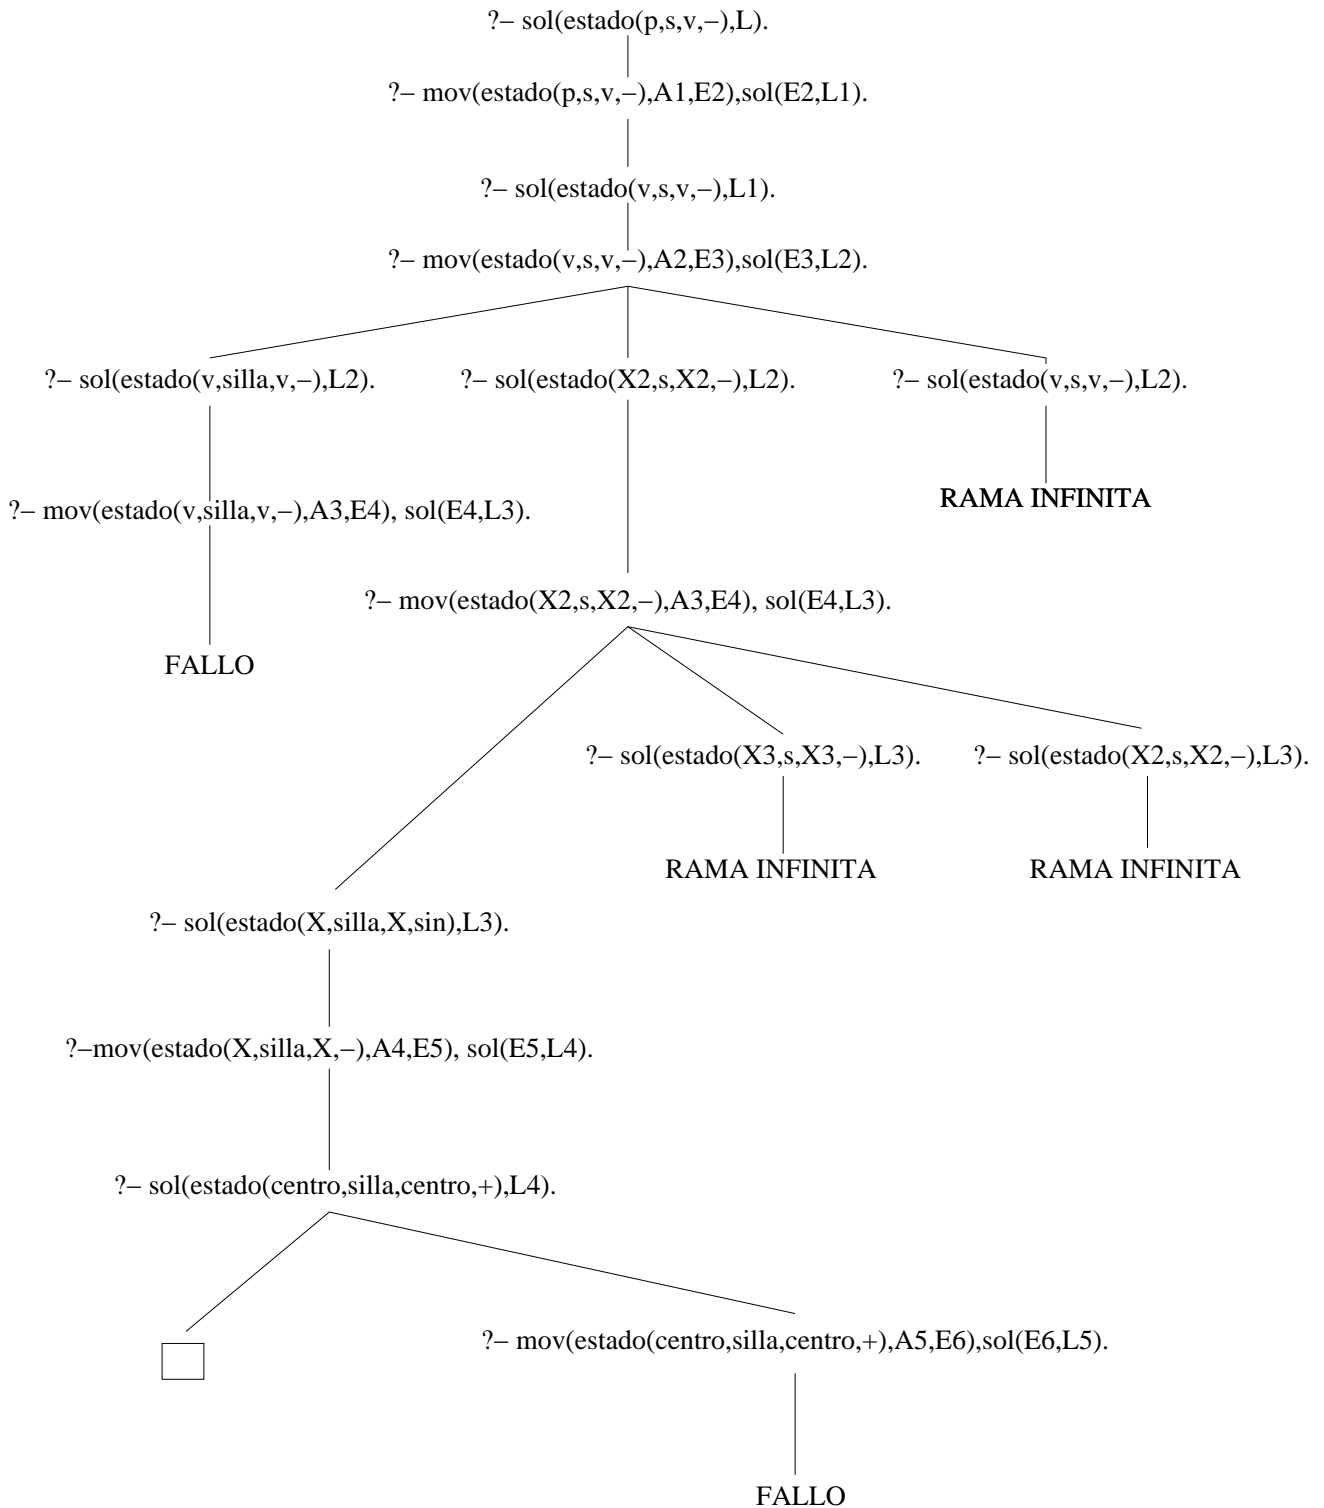 ?– sol(estado(p,s,v,–),L).
?– mov(estado(p,s,v,–),A1,E2),sol(E2,L1).
?– sol(estado(v,s,v,–),L1).
?– mov(estado(v,s,v,–),A2,E3),sol(E3,L2).
?– sol(estado(v,silla,v,–),L2).
?– sol(estado(X2,s,X2,–),L2).
?– sol(estado(v,s,v,–),L2).
?– mov(estado(v,silla,v,–),A3,E4), sol(E4,L3).
RAMA INFINITA
?– mov(estado(X2,s,X2,–),A3,E4), sol(E4,L3).
FALLO
?– sol(estado(X3,s,X3,–),L3).
?– sol(estado(X2,s,X2,–),L3).
RAMA INFINITA
RAMA INFINITA
?– sol(estado(X,silla,X,sin),L3).
?–mov(estado(X,silla,X,–),A4,E5), sol(E5,L4).
?– sol(estado(centro,silla,centro,+),L4).
?– mov(estado(centro,silla,centro,+),A5,E6),sol(E6,L5).
FALLO